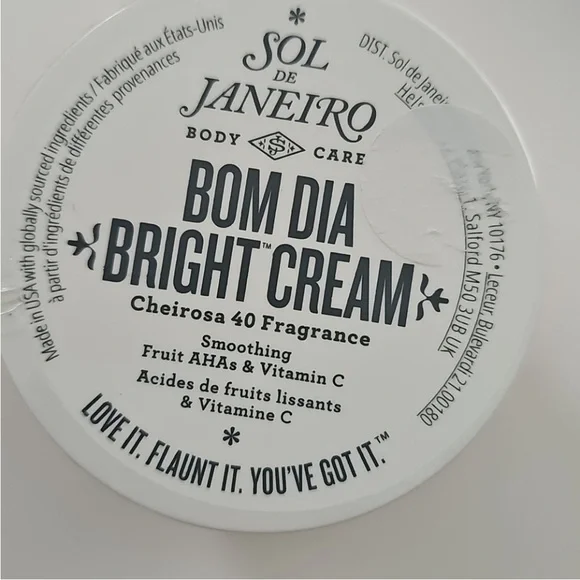 SOL
DE
JANEIRO
BODY CARE
BOM DIA
BRIGHT™ CREAM
Cheirosa 40 Fragrance
Smoothing
Fruit AHAs & Vitamin C
Acides de fruits lissants
& Vitamine C
LOVE IT. FLAUNT IT. YOU'VE GOT IT.™
Made in USA with globally sourced ingredients / Fabriqué aux États-Unis
à partir d'ingrédients de différentes provenances
DIST. Sol de Janei
NY 10176 • Leceur, Bulevardi 21, 00180
Salford M50 3UB UK